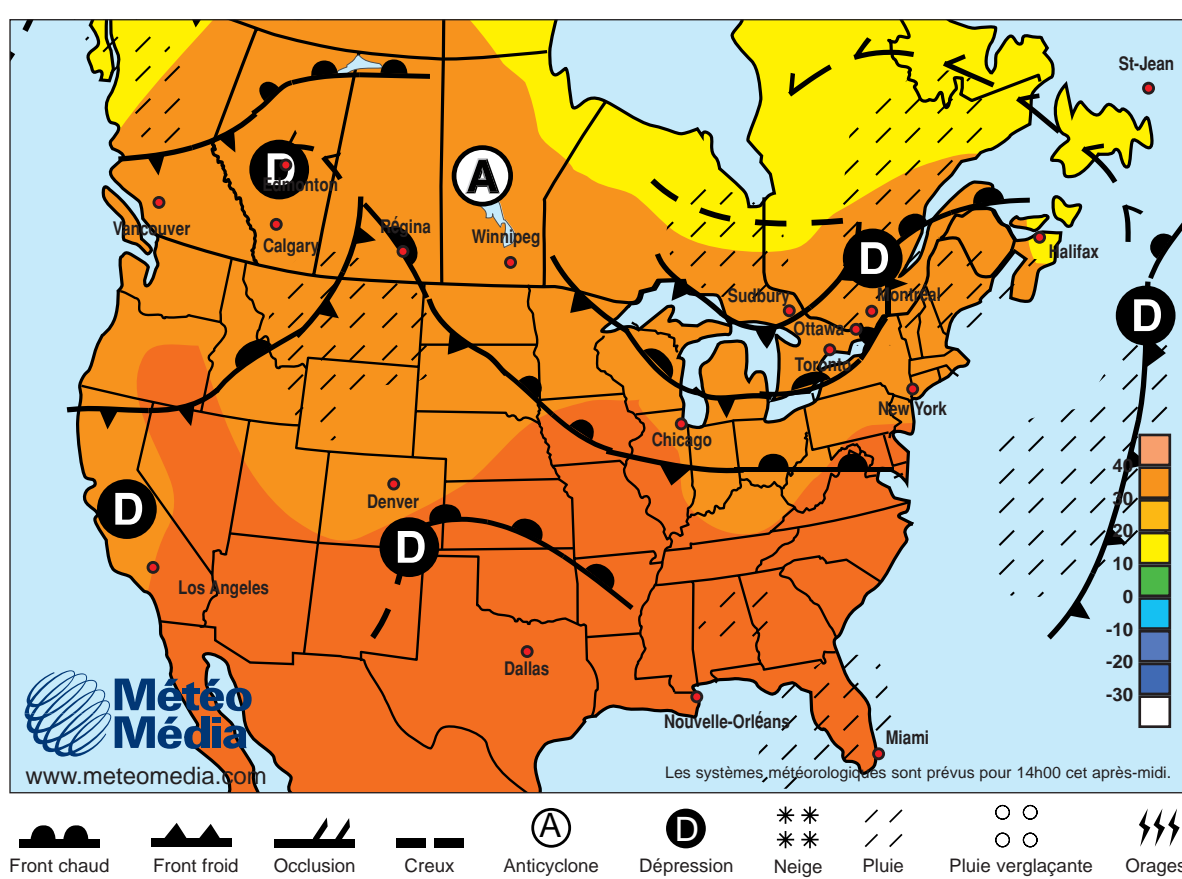 St-Jean
D
Edmonton
A
Vancouver
Calgary
Régina
Winnipeg
Halifax
D
Sudbury
Montréal
Ottawa
D
Toronto
New York
Chicago
Denver
D
D
Los Angeles
Dallas
Nouvelle-Orléans
Miami
40
30
20
10
0
-10
-20
-30
Météo
Média
www.meteomedia.com
Les systèmes météorologiques sont prévus pour 14h00 cet après-midi.
A
D
Front chaud
Front froid
Occlusion
Creux
Anticyclone
Dépression
Neige
Pluie
Pluie verglaçante
Orages